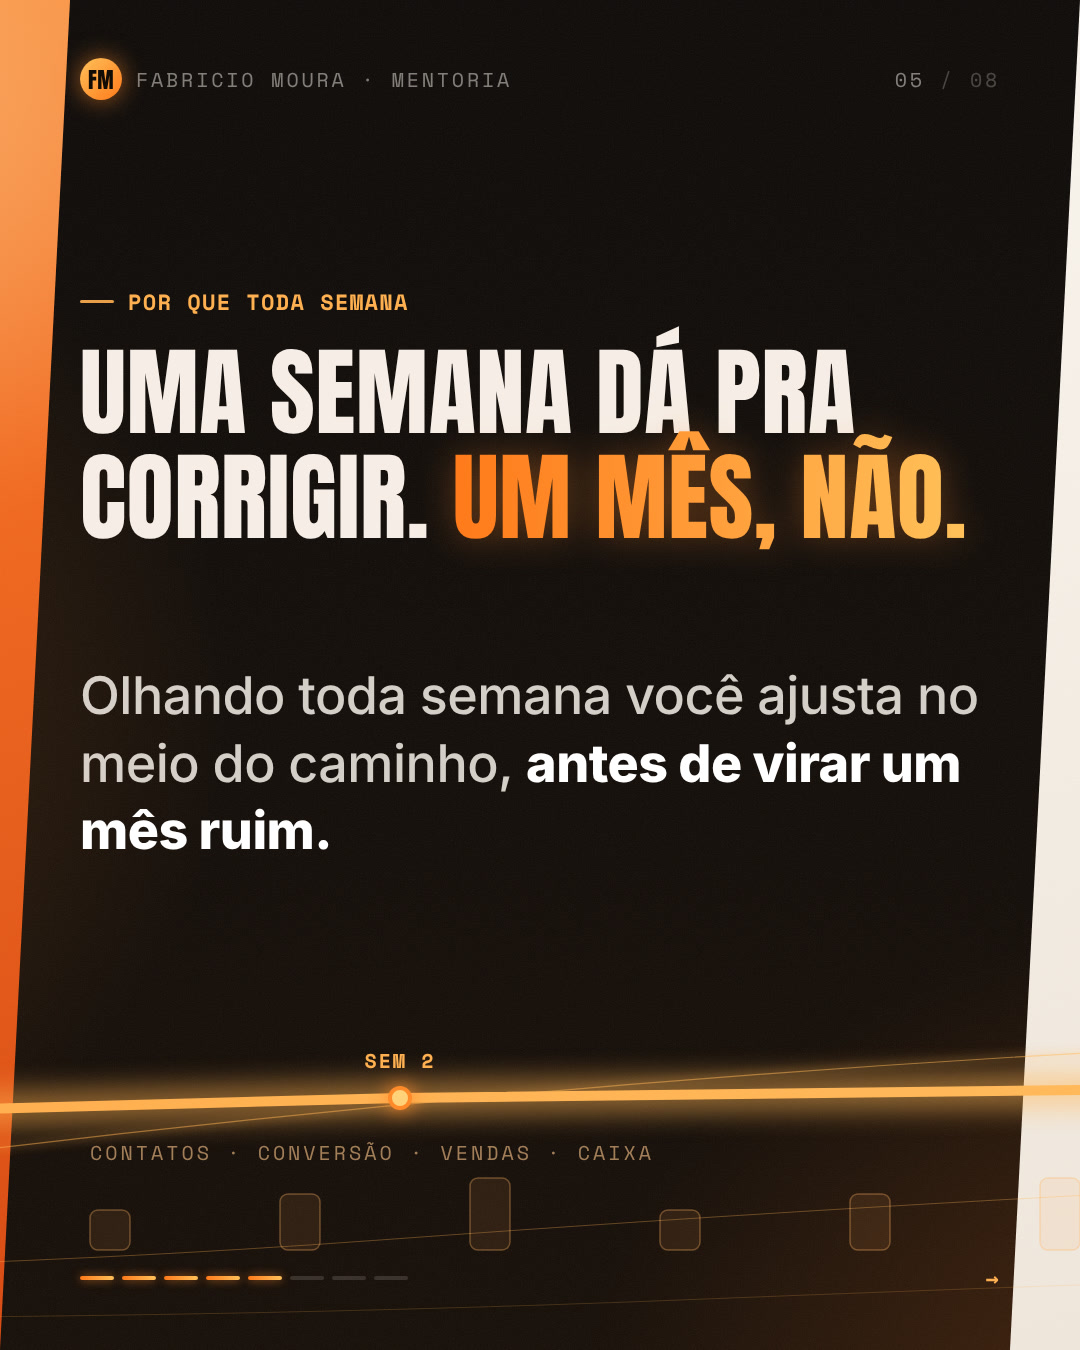 FM FABRICIO MOURA · MENTORIA
05 / 08
POR QUE TODA SEMANA
UMA SEMANA DÁ PRA
CORRIGIR. UM MÊS, NÃO.
Olhando toda semana você ajusta no
meio do caminho, antes de virar um
mês ruim.
SEM 2
CONTATOS · CONVERSÃO · VENDAS · CAIXA
→